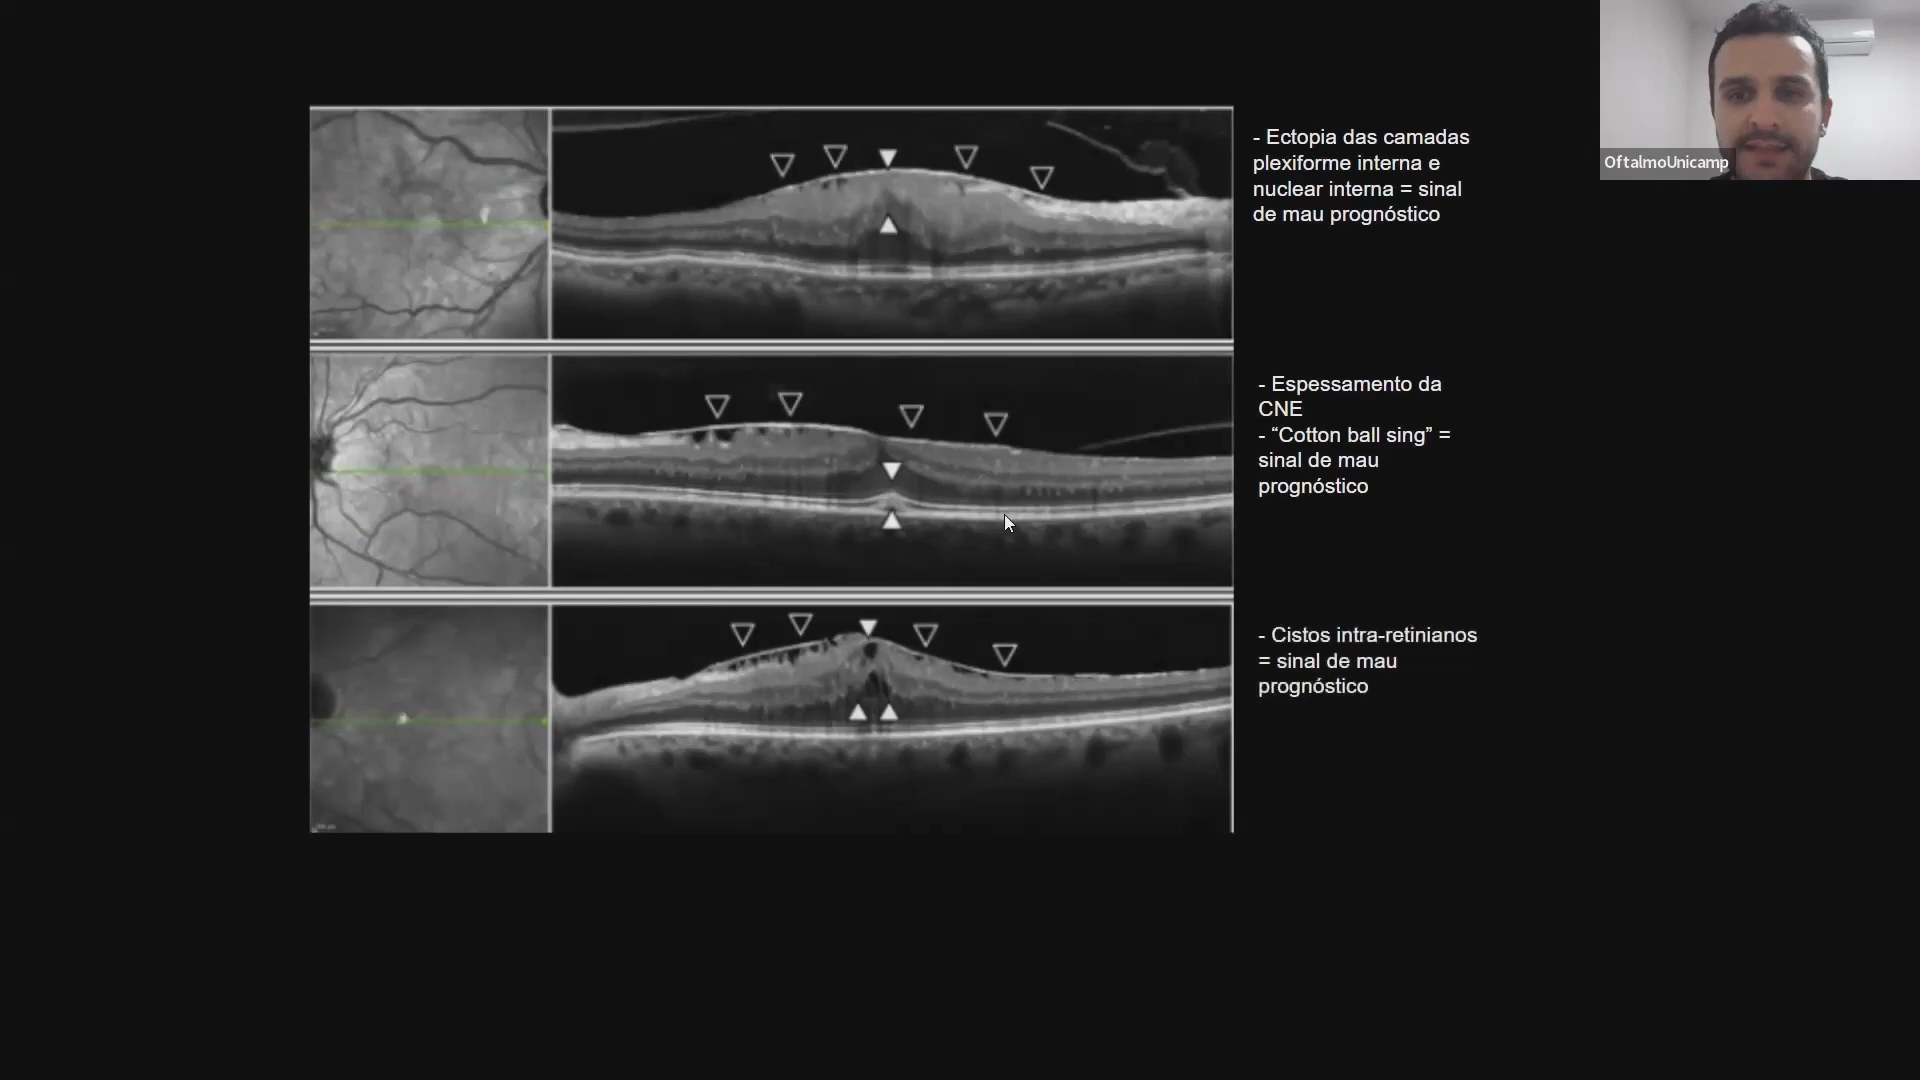 - Ectopia das camadas
plexiforme interna e
nuclear interna = sinal
de mau prognóstico
OftalmoUnicamp
- Espessamento da
CNE
- “Cotton ball sing” =
sinal de mau
prognóstico
- Cistos intra-retinianos
= sinal de mau
prognóstico